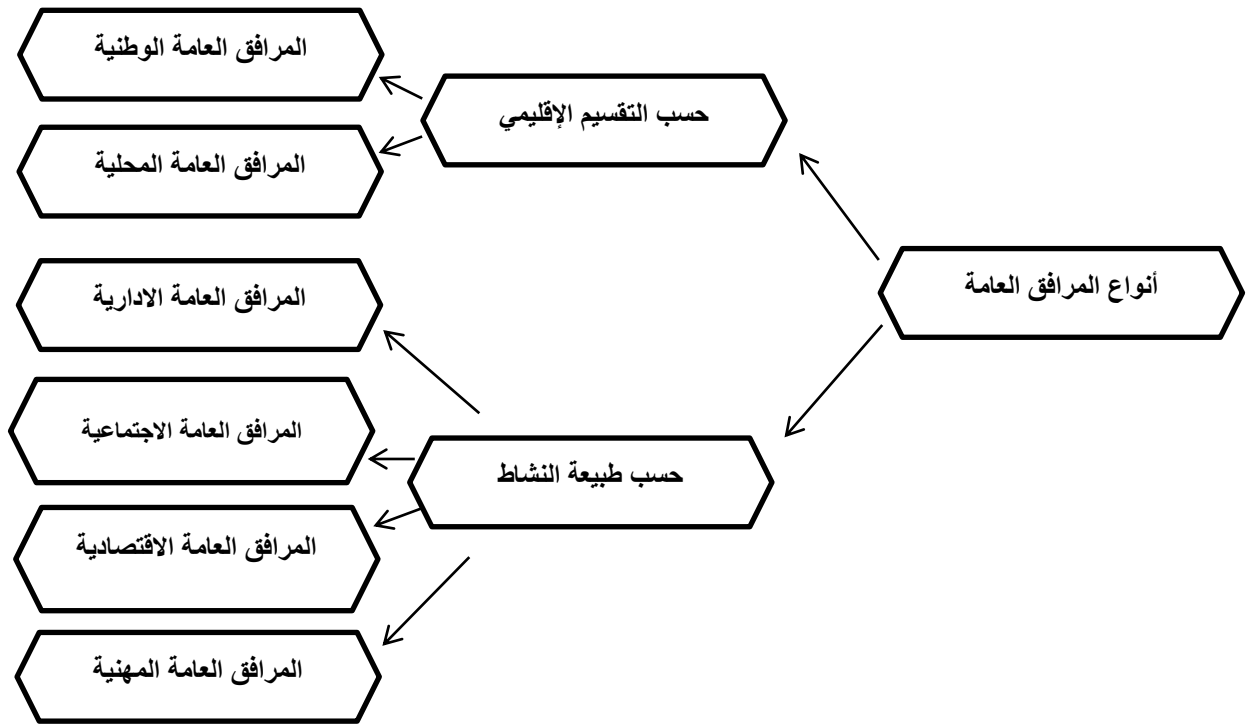 أنواع المرافق العامة
حسب التقسيم الإقليمي
المرافق العامة الوطنية
المرافق العامة المحلية
حسب طبيعة النشاط
المرافق العامة الادارية
المرافق العامة الاجتماعية
المرافق العامة الاقتصادية
المرافق العامة المهنية